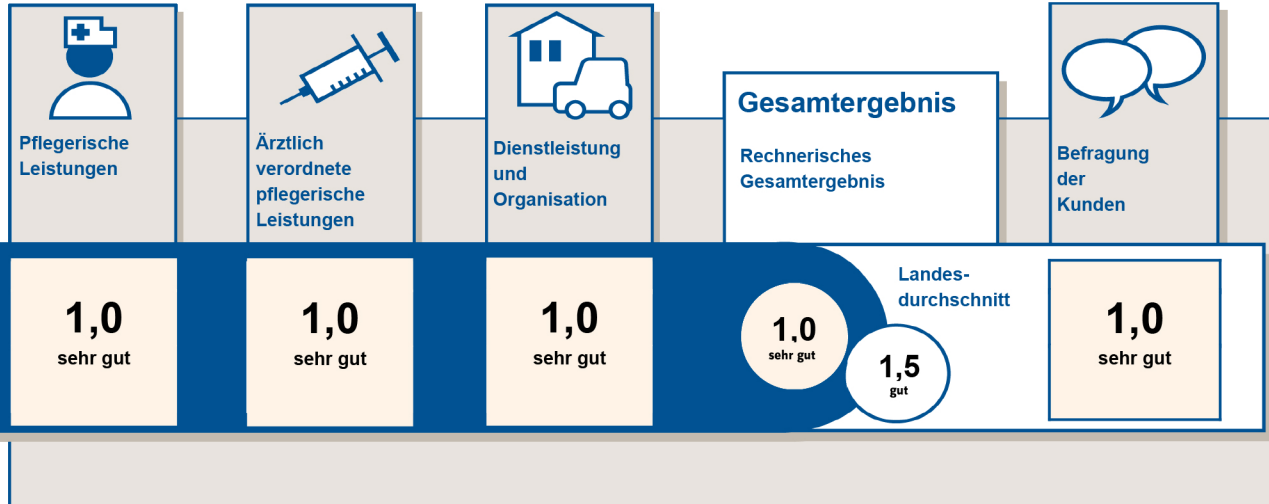 Pflegerische
Leistungen
Ärztlich
verordnete
pflegerische
Leistungen
Dienstleistung
und
Organisation
Gesamtergebnis
Rechnerisches
Gesamtergebnis
Befragung
der
Kunden
1,0
sehr gut
1,0
sehr gut
1,0
sehr gut
1,0
sehr gut
Landes-
durchschnitt
1,5
gut
1,0
sehr gut